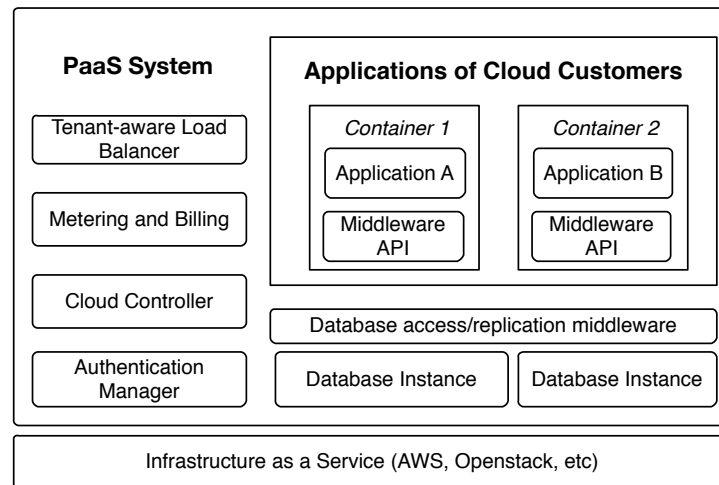 PaaS System
Tenant-aware Load
Balancer
Metering and Billing
Cloud Controller
Authentication
Manager
Applications of Cloud Customers
Container 1
Application A
Middleware
API
Container 2
Application B
Middleware
API
Database access/replication middleware
Database Instance
Database Instance
Infrastructure as a Service (AWS, Openstack, etc)